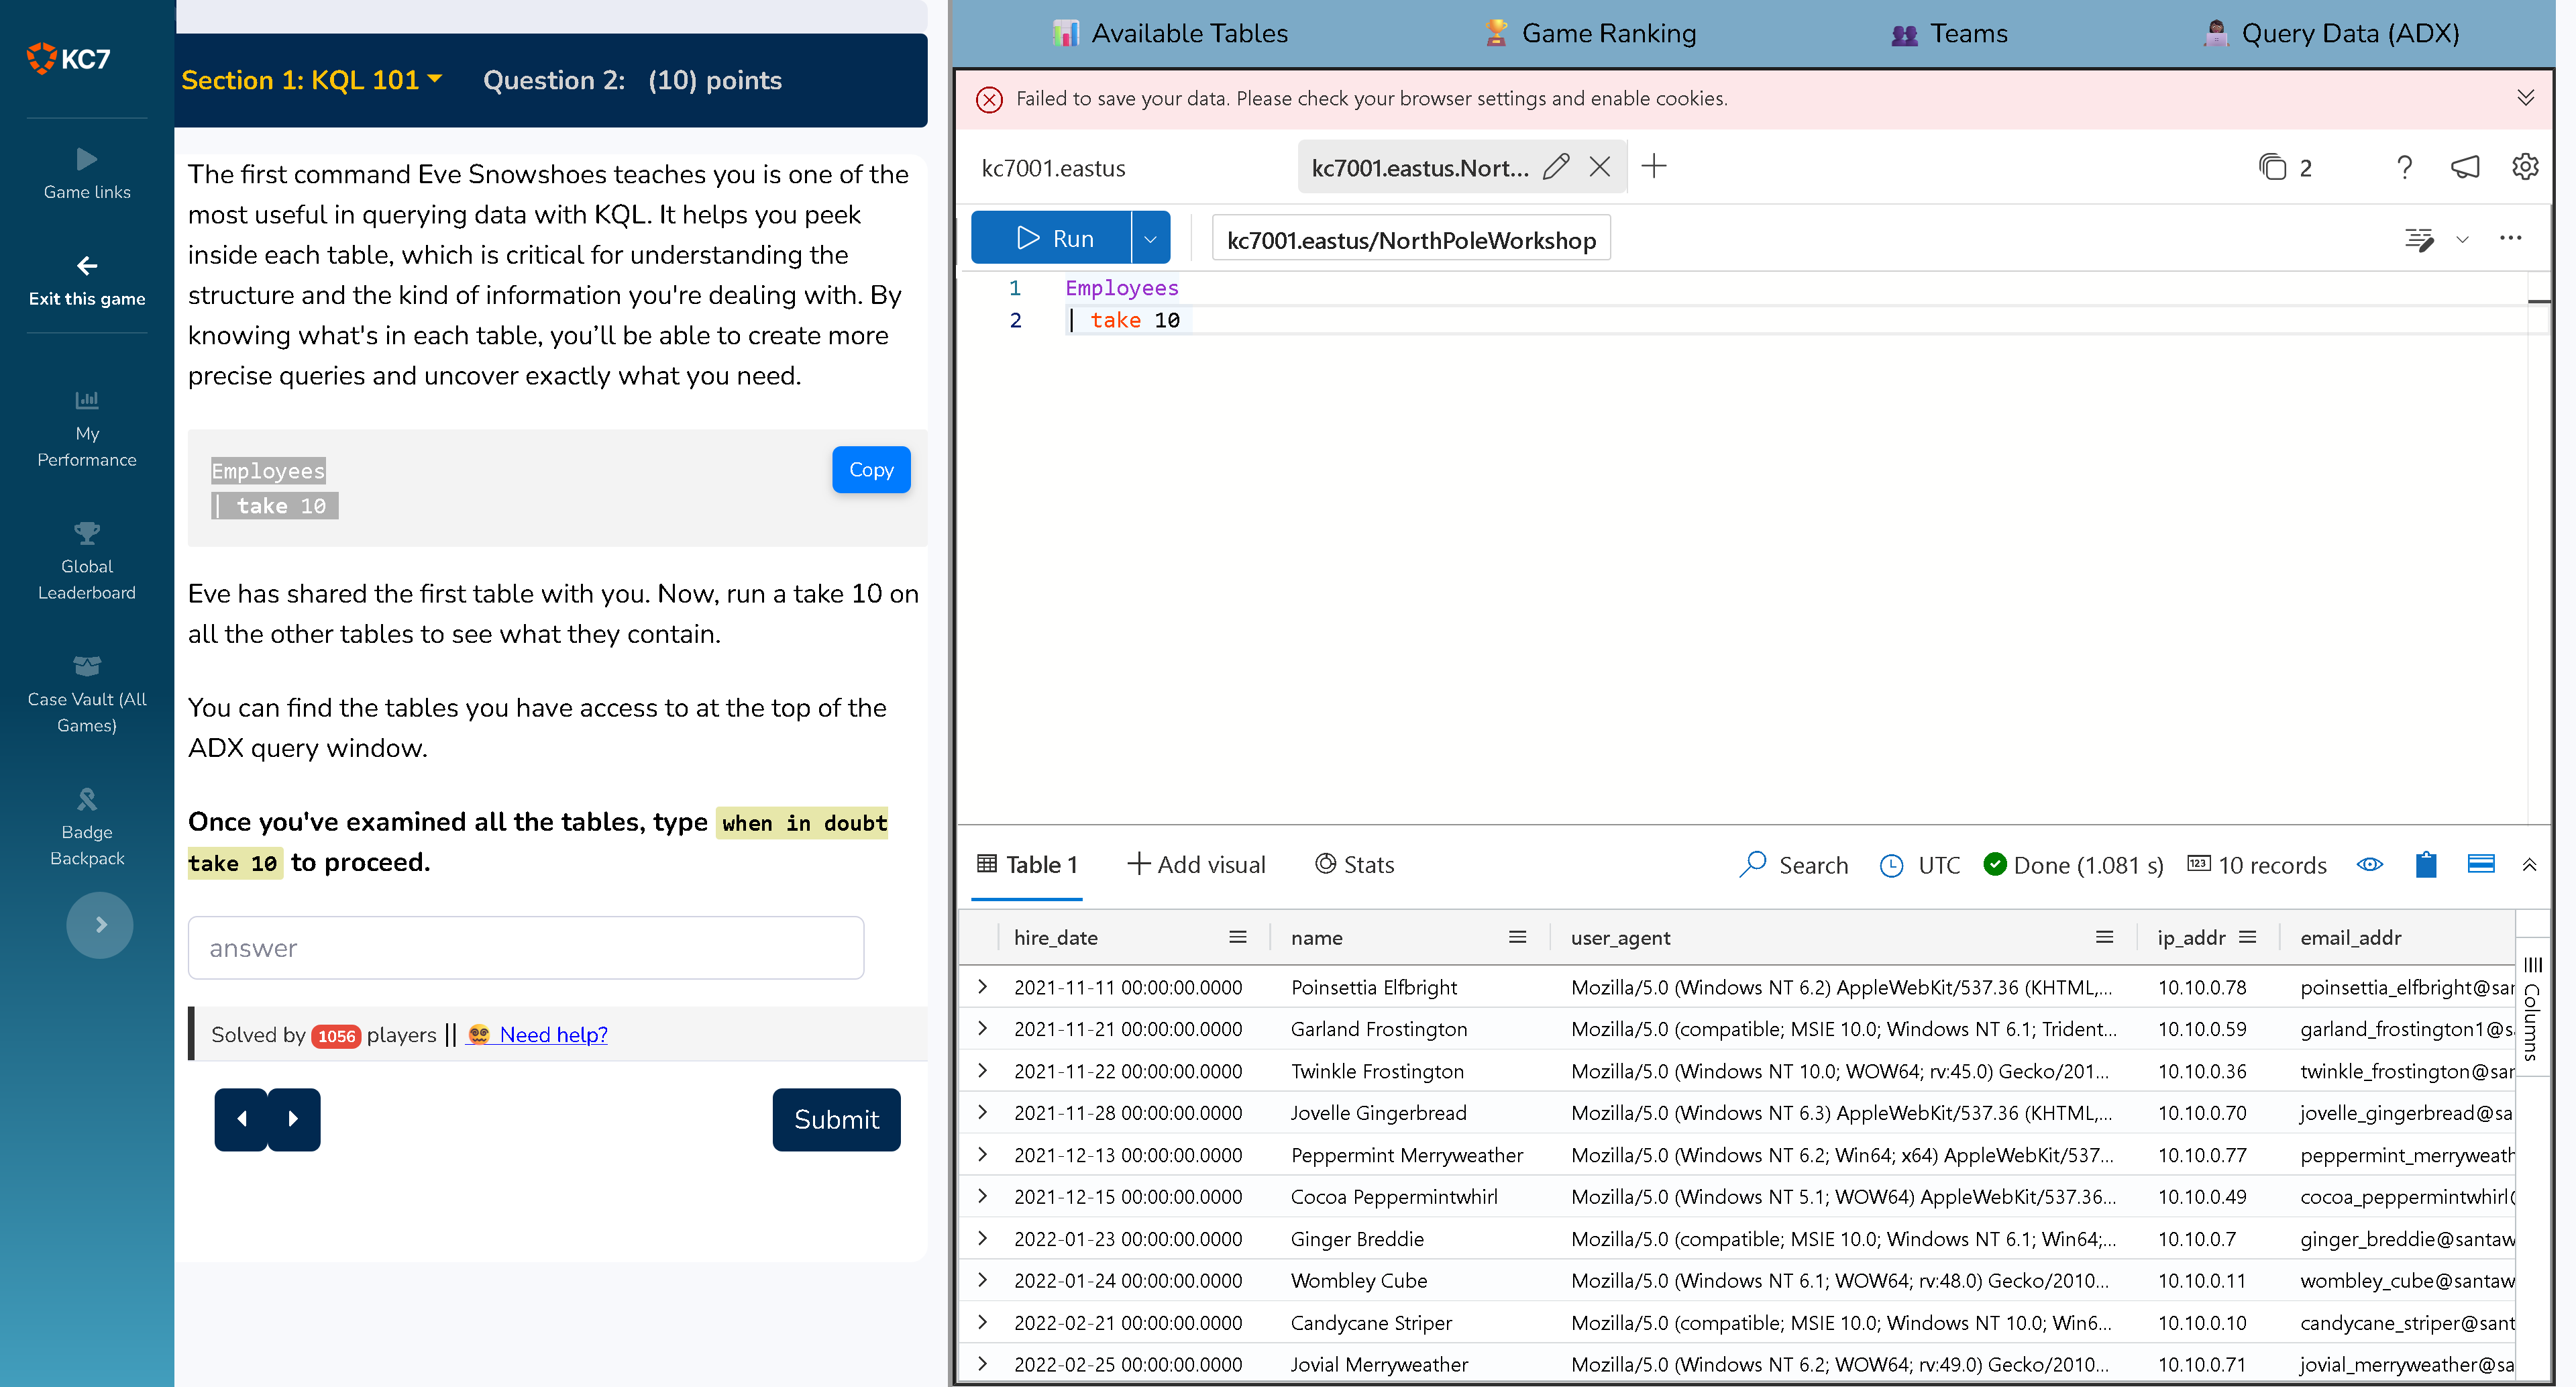 KC7
Game links
Exit this game
My
Performance
Global
Leaderboard
Case Vault (All
Games)
Badge
Backpack
Section 1: KQL 101
Question 2: (10) points
The first command Eve Snowshoes teaches you is one of the
most useful in querying data with KQL. It helps you peek
inside each table, which is critical for understanding the
structure and the kind of information you're dealing with. By
knowing what's in each table, you’ll be able to create more
precise queries and uncover exactly what you need.
Employees
| take 10
Copy
Eve has shared the first table with you. Now, run a take 10 on
all the other tables to see what they contain.
You can find the tables you have access to at the top of the
ADX query window.
Once you've examined all the tables, type when in doubt
take 10 to proceed.
answer
Solved by 1056 players || Need help?
Submit
Available Tables
Game Ranking
Teams
Query Data (ADX)
Failed to save your data. Please check your browser settings and enable cookies.
kc7001.eastus
kc7001.eastus.Nort...
2
Run
kc7001.eastus/NorthPoleWorkshop
1 Employees
2 | take 10
Table 1
Add visual
Stats
Search
UTC
Done (1.081 s)
123 10 records
hire_date name user_agent ip_addr email_addr
2021-11-11 00:00:00.0000 Poinsettia Elfbright Mozilla/5.0 (Windows NT 6.2) AppleWebKit/537.36 (KHTML,... 10.10.0.78 poinsettia_elfbright@sar
2021-11-21 00:00:00.0000 Garland Frostington Mozilla/5.0 (compatible; MSIE 10.0; Windows NT 6.1; Trident... 10.10.0.59 garland_frostington1@s
2021-11-22 00:00:00.0000 Twinkle Frostington Mozilla/5.0 (Windows NT 10.0; WOW64; rv:45.0) Gecko/201... 10.10.0.36 twinkle_frostington@sar
2021-11-28 00:00:00.0000 Jovelle Gingerbread Mozilla/5.0 (Windows NT 6.3) AppleWebKit/537.36 (KHTML,... 10.10.0.70 jovelle_gingerbread@sa
2021-12-13 00:00:00.0000 Peppermint Merryweather Mozilla/5.0 (Windows NT 6.2; Win64; x64) AppleWebKit/537... 10.10.0.77 peppermint_merryweath
2021-12-15 00:00:00.0000 Cocoa Peppermintwhirl Mozilla/5.0 (Windows NT 5.1; WOW64) AppleWebKit/537.36... 10.10.0.49 cocoa_peppermintwhirl(
2022-01-23 00:00:00.0000 Ginger Breddie Mozilla/5.0 (compatible; MSIE 10.0; Windows NT 6.1; Win64;... 10.10.0.7 ginger_breddie@santaw
2022-01-24 00:00:00.0000 Wombley Cube Mozilla/5.0 (Windows NT 6.1; WOW64; rv:48.0) Gecko/2010... 10.10.0.11 wombley_cube@santaw
2022-02-21 00:00:00.0000 Candycane Striper Mozilla/5.0 (compatible; MSIE 10.0; Windows NT 10.0; Win6... 10.10.0.10 candycane_striper@sant
2022-02-25 00:00:00.0000 Jovial Merryweather Mozilla/5.0 (Windows NT 6.2; WOW64; rv:49.0) Gecko/2010... 10.10.0.71 jovial_merryweather@sa
Columns